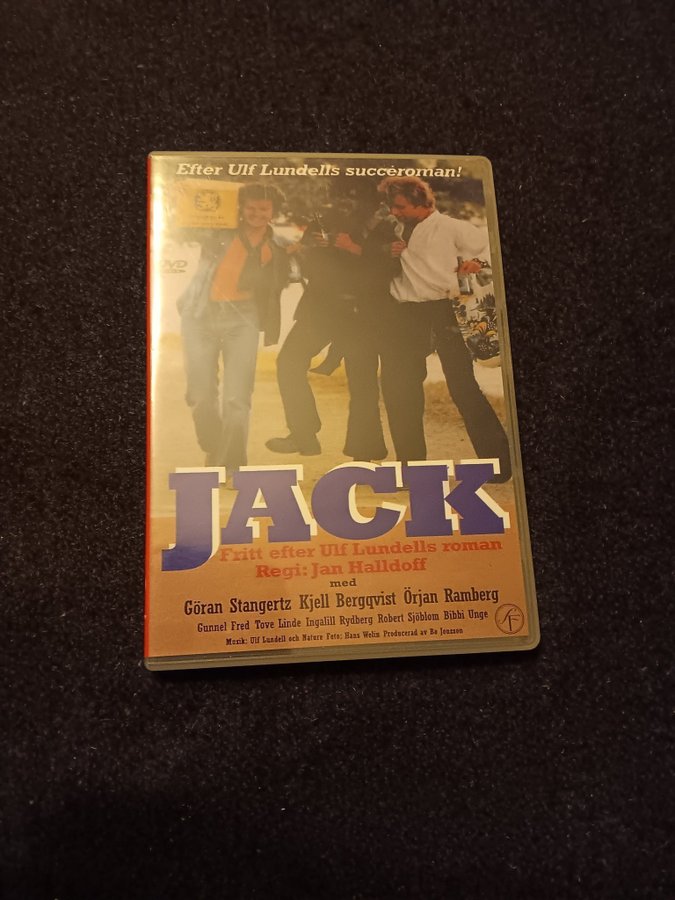 Efter Ulf Lundells succéroman!
DVD
JACK
Fritt efter Ulf Lundells roman
Regi: Jan Halldoff
med
Göran Stangertz Kjell Bergqvist Örjan Ramberg
Gunnel Fred Tove Linde Ingalill Rydberg Robert Sjöblom Bibbi Unge
Musik: Ulf Lundell och Nature Foto: Hans Welin Producerad av Bo Jonsson
SF